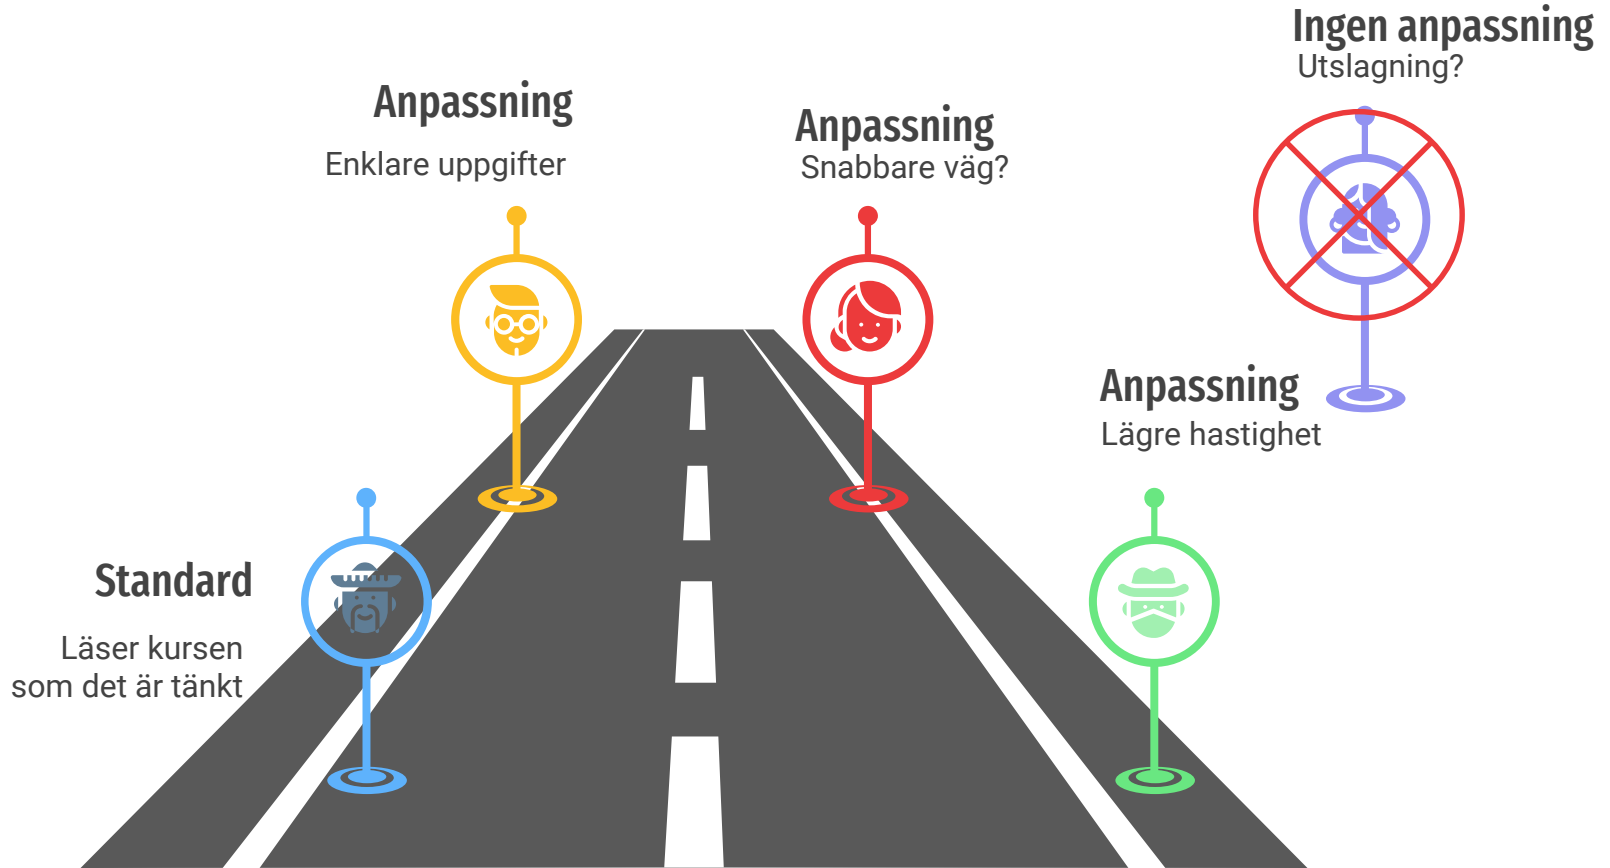 Ingen anpassning
Utslagning?
Anpassning
Enklare uppgifter
Anpassning
Snabbare väg?
Anpassning
Lägre hastighet
Standard
Läser kursen
som det är tänkt